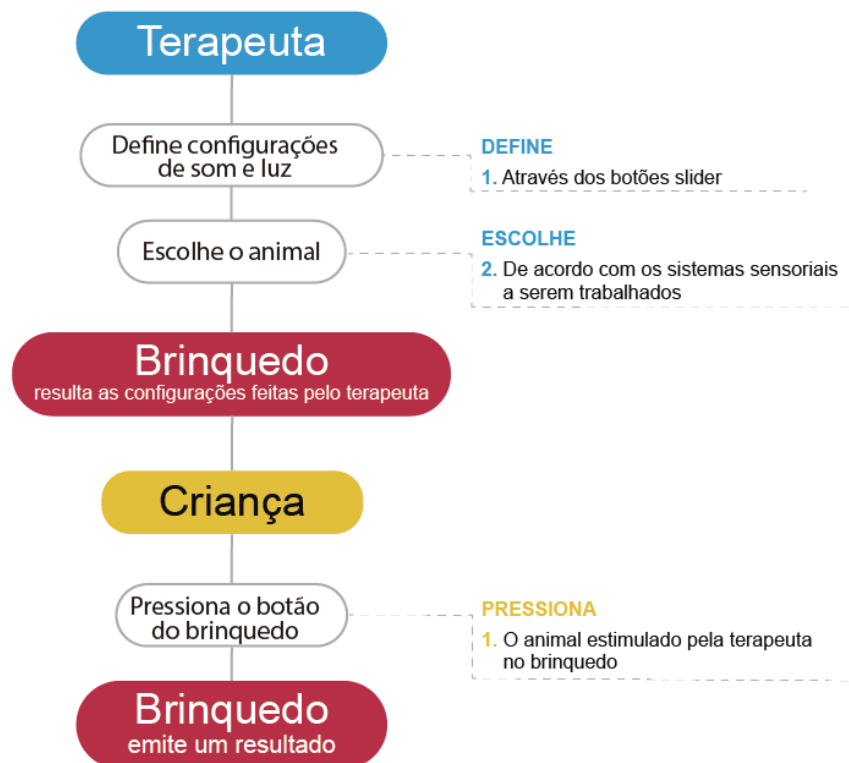 Terapeuta
Define configurações
de som e luz
DEFINE
1. Através dos botões slider
Escolhe o animal
ESCOLHE
2. De acordo com os sistemas sensoriais
a serem trabalhados
Brinquedo
resulta as configurações feitas pelo terapeuta
Criança
Pressiona o botão
do brinquedo
PRESSIONA
1. O animal estimulado pela terapeuta
no brinquedo
Brinquedo
emite um resultado